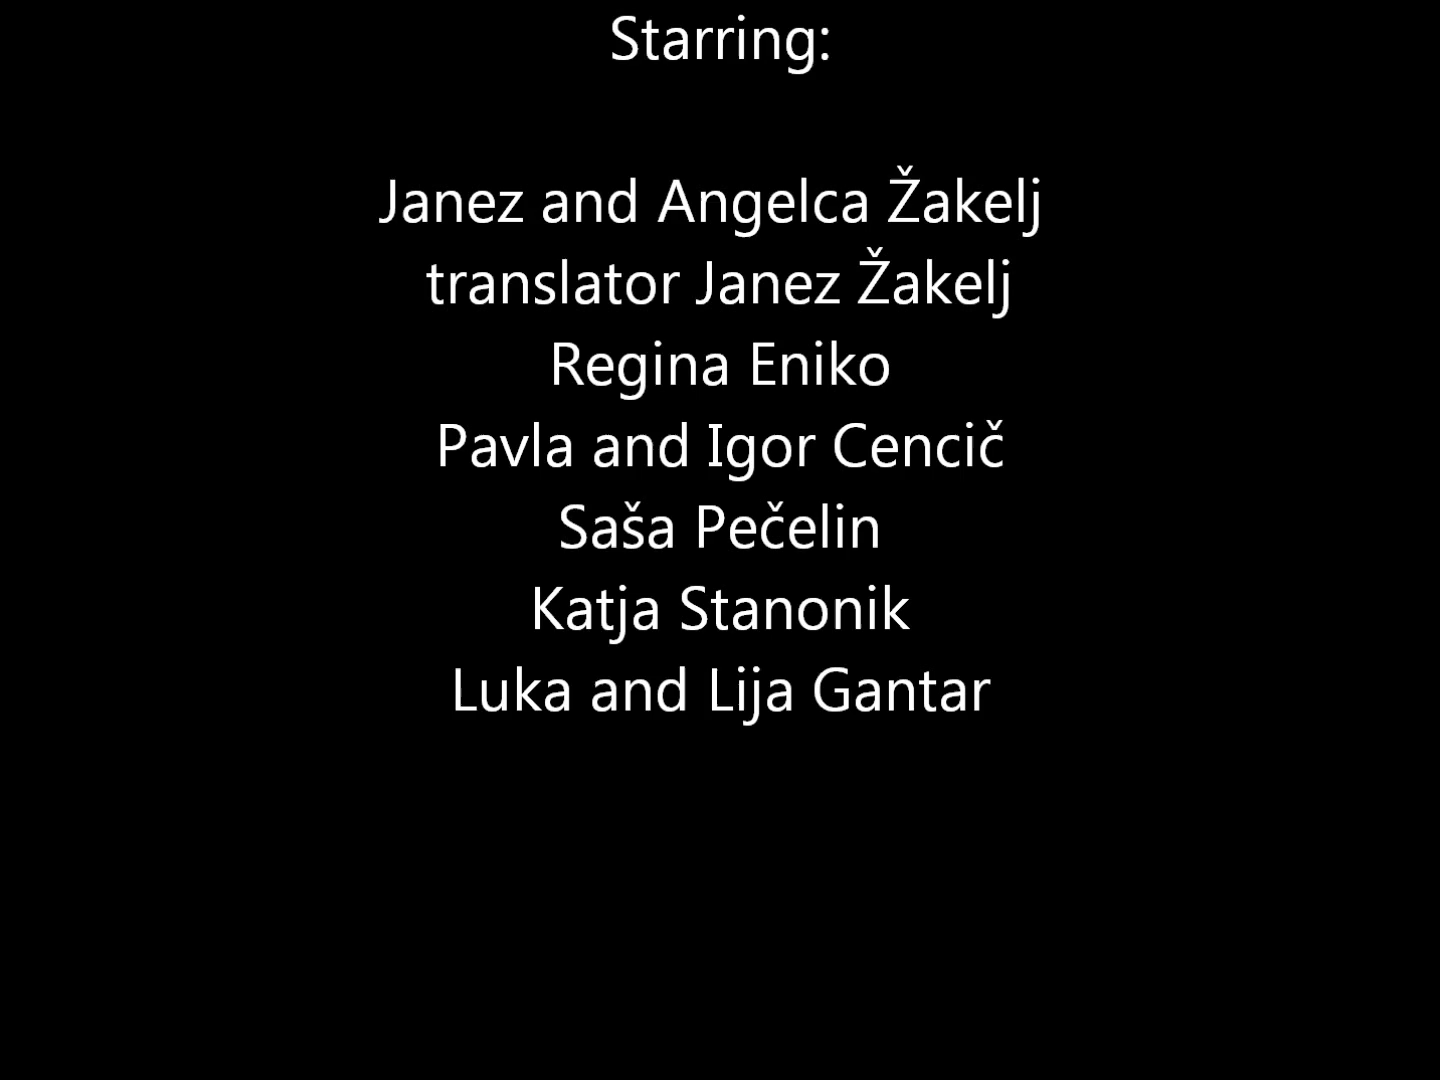 Starring:
Janez and Angelca Žakelj
translator Janez Žakelj
Regina Eniko
Pavla and Igor Cencič
Saša Pečelin
Katja Stanonik
Luka and Lija Gantar